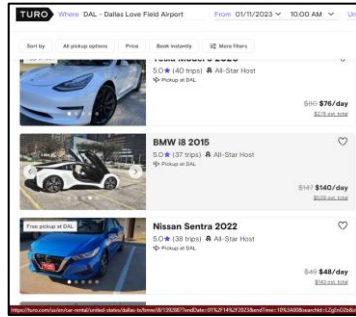 TURO Where DAL - Dallas Love Field Airport From 01/11/2023 10:00 AM
Sort by All pickup options Price Book instantly More filters
5.0 (40 trips) All-Star Host
Pickup at DAL
$76/day
BMW i8 2015
5.0 (37 trips) All-Star Host
Pickup at DAL
$147 $140/day
Free pickup at DAL
Nissan Sentra 2022
5.0 (38 trips) All-Star Host
Pickup at DAL
$49 $48/day